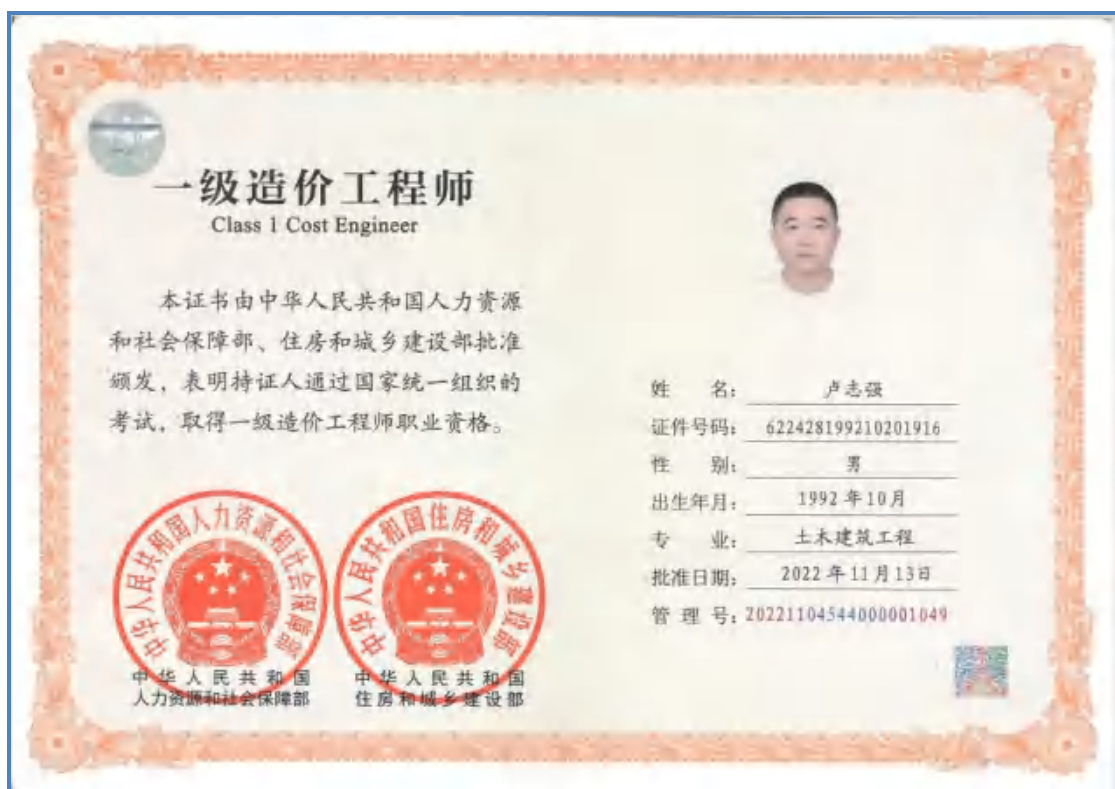 一级造价工程师
Class 1 Cost Engineer
本证书由中华人民共和国人力资源
和社会保障部、住房和城乡建设部批准
颁发，表明持证人通过国家统一组织的
考试，取得一级造价工程师职业资格。
中华人民共和国人力资源和社会保障部
中华人民共和国
人力资源和社会保障部
中华人民共和国住房和城乡建设部
中华人民共和国
住房和城乡建设部
姓 名： 卢志强
证件号码： 622428199210201916
性 别： 男
出生年月： 1992年10月
专 业： 土木建筑工程
批准日期： 2022年11月13日
管 理 号：20221104544000001049